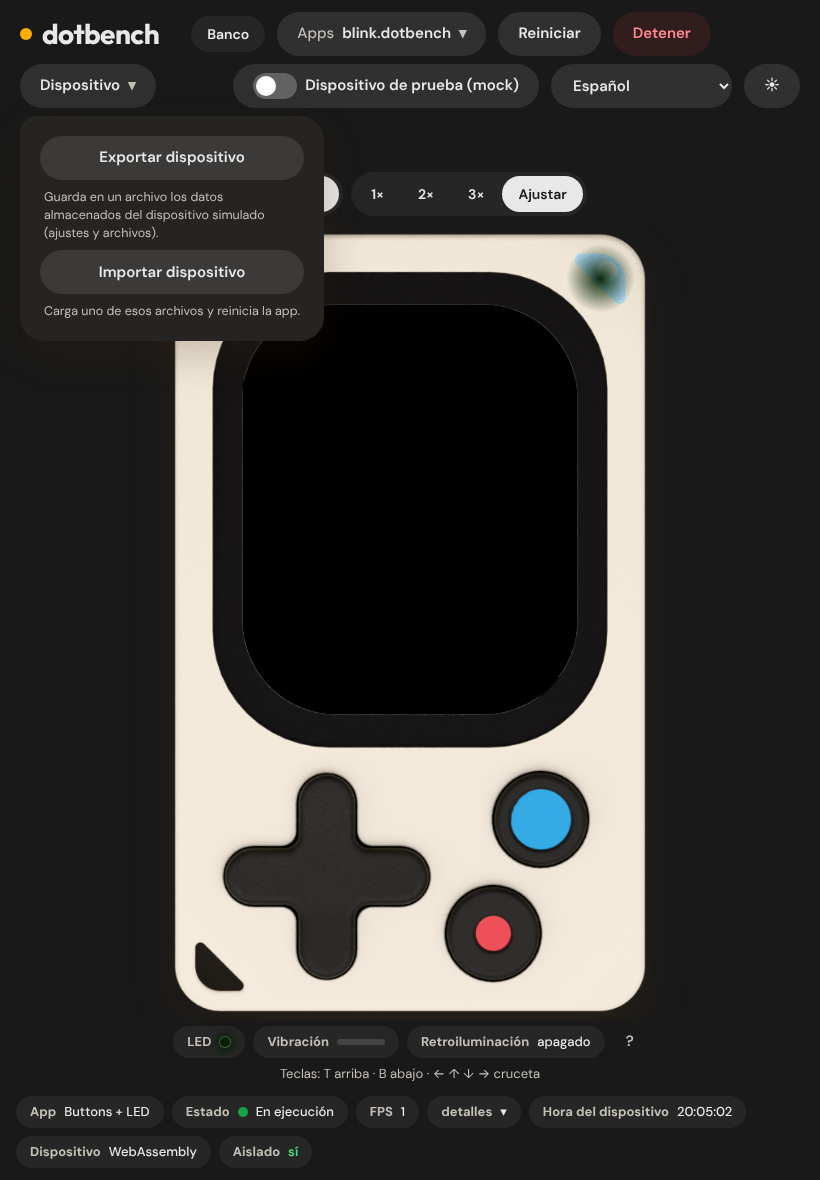 dotbench
Banco
Apps blink.dotbench ▾
Reiniciar
Detener
Dispositivo ▾
Dispositivo de prueba (mock)
Español
Exportar dispositivo
Guarda en un archivo los datos
almacenados del dispositivo simulado
(ajustes y archivos).
Importar dispositivo
Carga uno de esos archivos y reinicia la app.
1×
2×
3×
Ajustar
LED
Vibración
Retroiluminación apagado
?
Teclas: T arriba · B abajo · ← ↑ ↓ → cruceta
App Buttons + LED
Estado En ejecución
FPS 1
detalles ▾
Hora del dispositivo 20:05:02
Dispositivo WebAssembly
Aislado sí